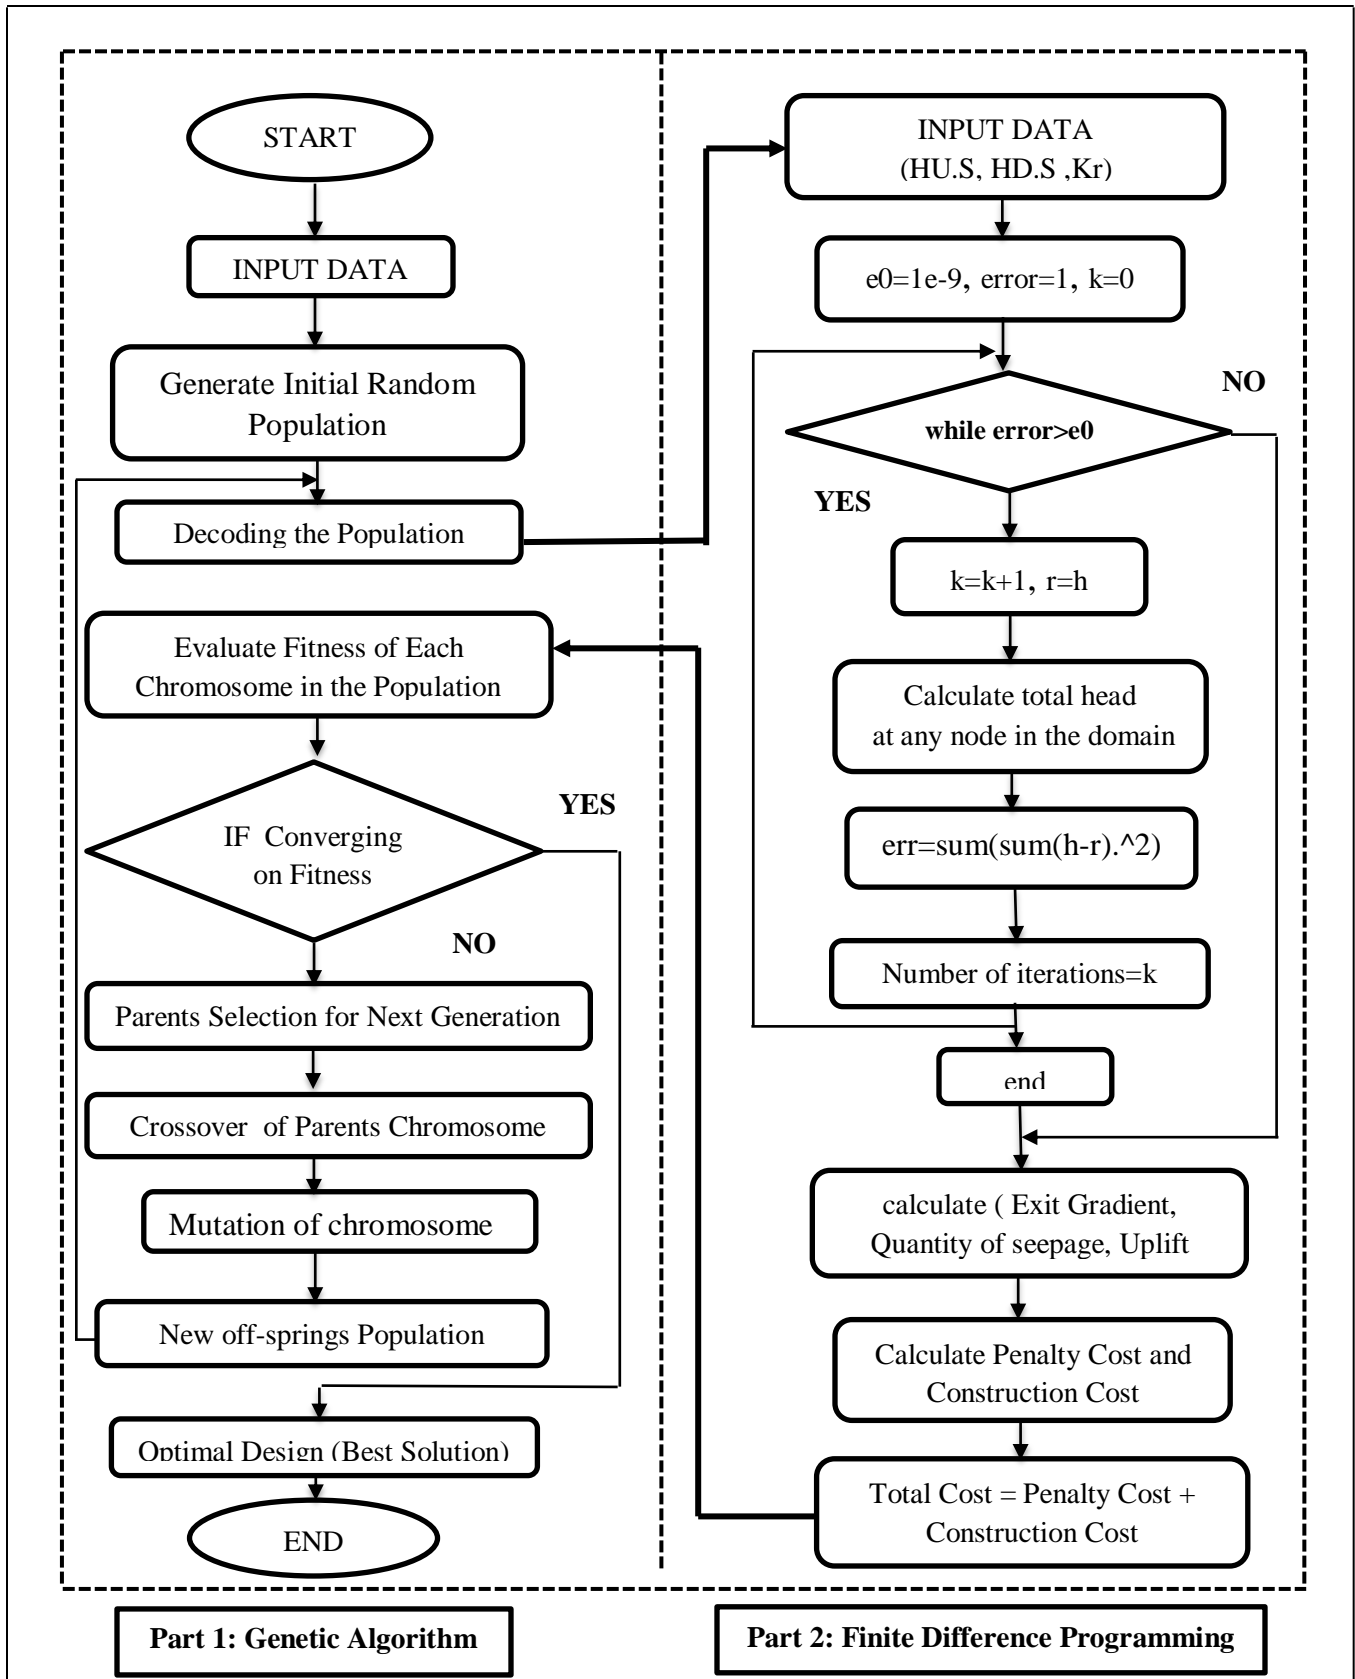 START
INPUT DATA
Generate Initial Random
Population
Decoding the Population
Evaluate Fitness of Each
Chromosome in the Population
IF Converging
on Fitness
YES
NO
Parents Selection for Next Generation
Crossover of Parents Chromosome
Mutation of chromosome
New off-springs Population
Optimal Design (Best Solution)
END
Part 1: Genetic Algorithm
INPUT DATA
(HU.S, HD.S ,Kr)
e0=1e-9, error=1, k=0
while error>e0
NO
YES
k=k+1, r=h
Calculate total head
at any node in the domain
err=sum(sum(h-r).^2)
Number of iterations=k
end
calculate ( Exit Gradient,
Quantity of seepage, Uplift
Calculate Penalty Cost and
Construction Cost
Total Cost = Penalty Cost +
Construction Cost
Part 2: Finite Difference Programming